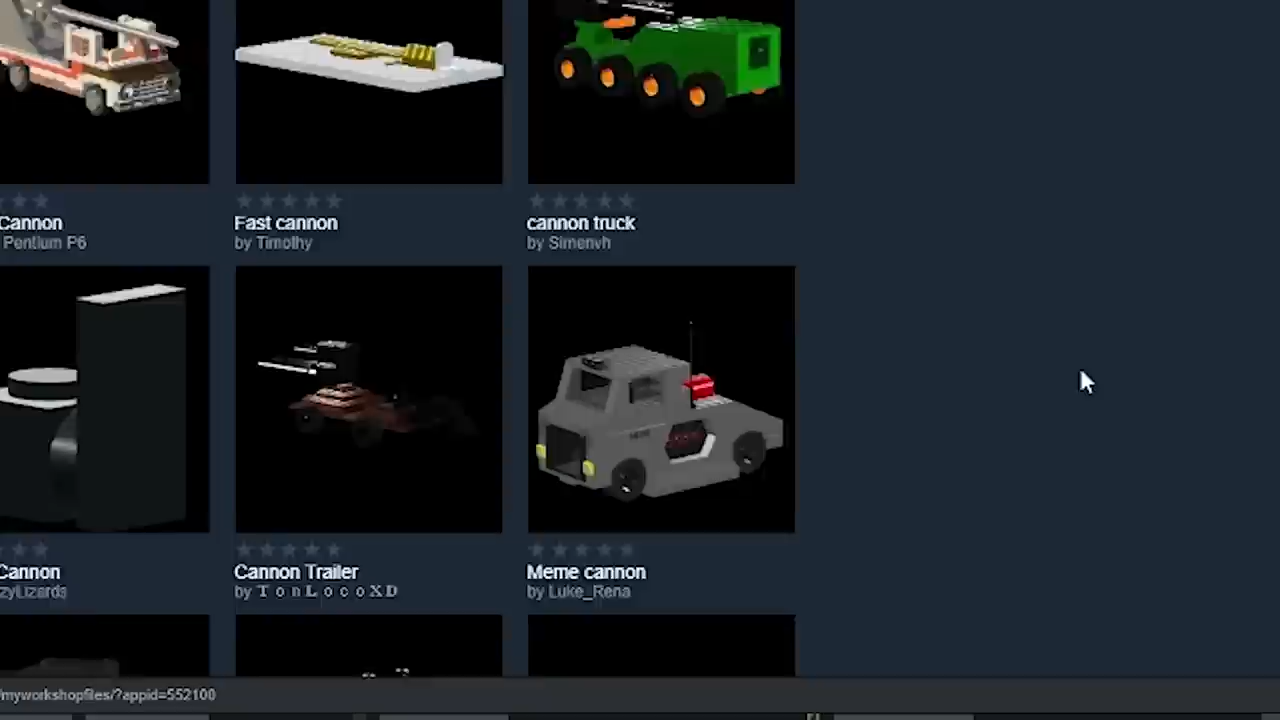 Cannon
Fast cannon
cannon truck
Pentium P6
by Timothy
by Simenvh
Cannon
Cannon Trailer
Meme cannon
zyLizards
by T o n L o c o X D
by Luke_Rena
/myworkshopfiles/?appid=552100